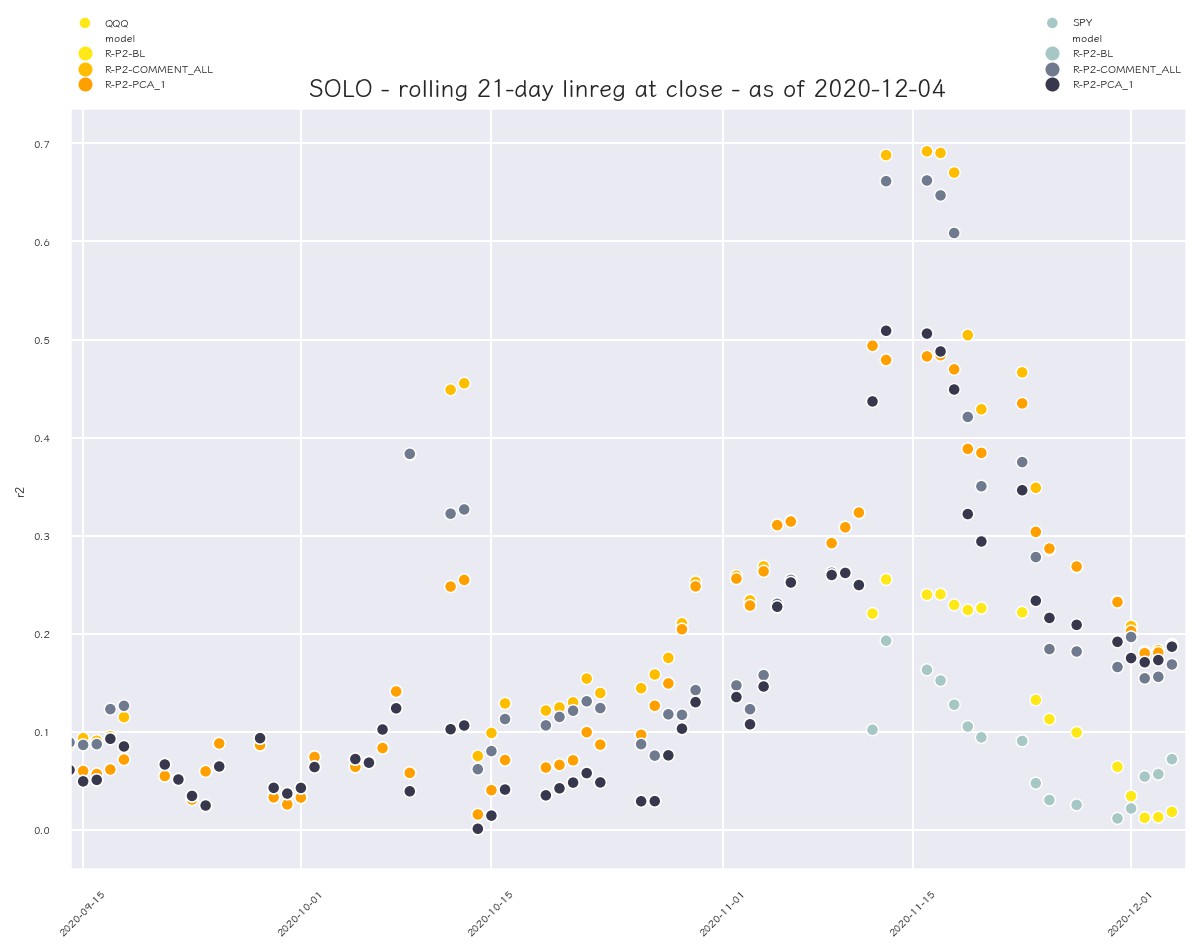 QQQ
model
R-P2-BL
R-P2-COMMENT_ALL
R-P2-PCA_1
SPY
model
R-P2-BL
R-P2-COMMENT_ALL
R-P2-PCA_1
SOLO - rolling 21-day linreg at close - as of 2020-12-04
0.7
0.6
0.5
0.4
0.3
0.2
0.1
0.0
r2
2020-09-15
2020-10-01
2020-10-15
2020-11-01
2020-11-15
2020-12-01